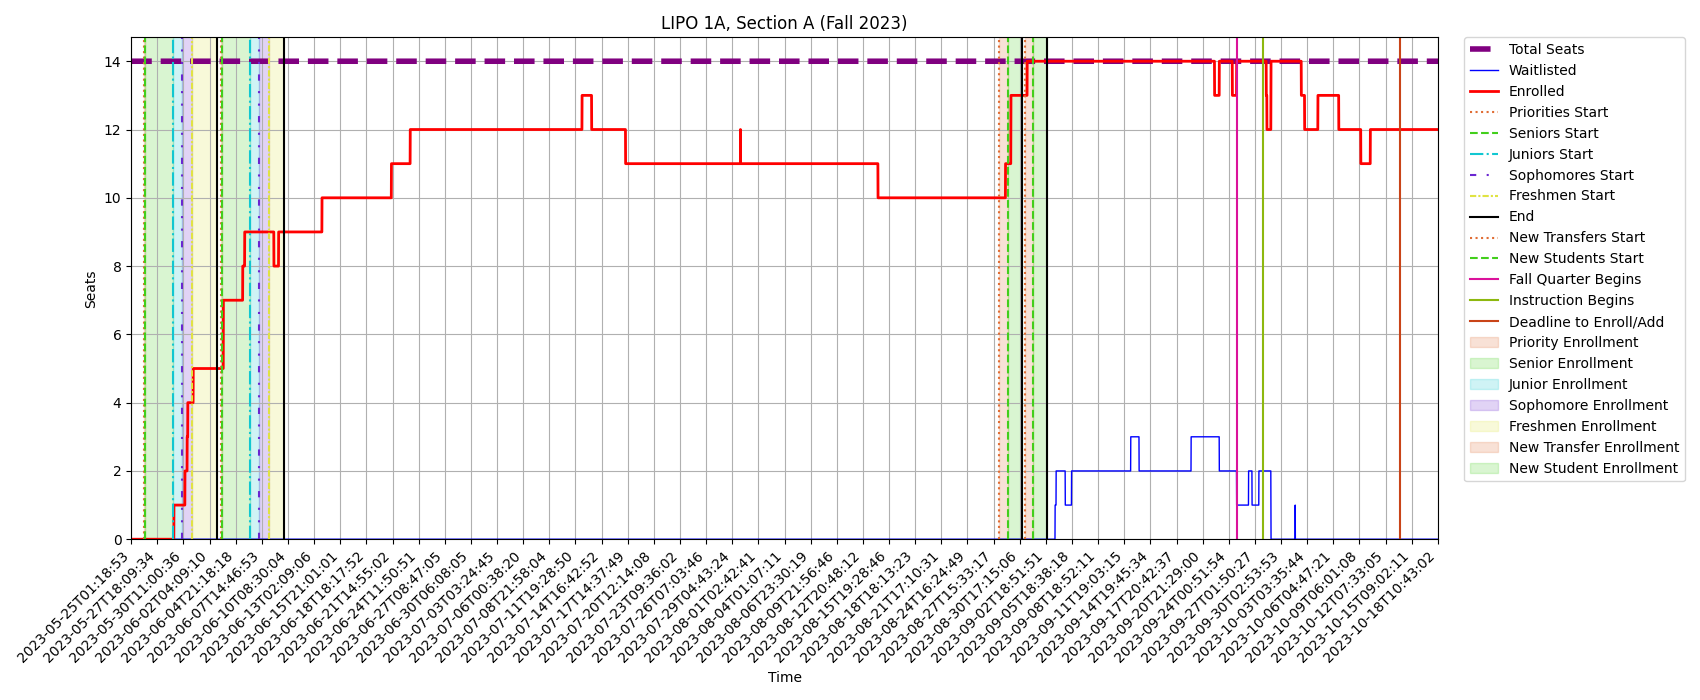 LIPO 1A, Section A (Fall 2023)
Seats
14
12
10
8
6
4
2
0
2023-05-25T01:18:53
2023-05-27T18:09:34
2023-05-30T11:00:36
2023-06-02T04:09:10
2023-06-04T21:18:18
2023-06-07T14:46:53
2023-06-10T08:30:04
2023-06-13T02:09:06
2023-06-15T21:01:01
2023-06-18T18:17:52
2023-06-21T14:55:02
2023-06-24T11:50:51
2023-06-27T08:47:05
2023-06-30T06:08:05
2023-07-03T03:24:45
2023-07-06T00:38:20
2023-07-08T21:58:04
2023-07-11T19:28:50
2023-07-14T16:42:52
2023-07-17T14:37:49
2023-07-20T12:14:08
2023-07-23T09:36:02
2023-07-26T07:03:46
2023-07-29T04:43:24
2023-08-01T02:42:41
2023-08-04T01:07:11
2023-08-06T23:30:19
2023-08-09T21:56:46
2023-08-12T20:48:12
2023-08-15T19:28:46
2023-08-18T18:13:23
2023-08-21T17:10:31
2023-08-24T16:24:49
2023-08-27T15:33:17
2023-08-30T17:15:06
2023-09-02T18:51:51
2023-09-05T18:38:18
2023-09-08T18:52:11
2023-09-11T19:03:15
2023-09-14T19:45:34
2023-09-17T20:42:37
2023-09-20T21:29:00
2023-09-24T00:51:54
2023-09-27T01:50:27
2023-09-30T02:53:53
2023-10-03T03:35:44
2023-10-06T04:47:21
2023-10-09T06:01:08
2023-10-12T07:33:05
2023-10-15T09:02:11
2023-10-18T10:43:02
Time
Total Seats
Waitlisted
Enrolled
Priorities Start
Seniors Start
Juniors Start
Sophomores Start
Freshmen Start
End
New Transfers Start
New Students Start
Fall Quarter Begins
Instruction Begins
Deadline to Enroll/Add
Priority Enrollment
Senior Enrollment
Junior Enrollment
Sophomore Enrollment
Freshmen Enrollment
New Transfer Enrollment
New Student Enrollment